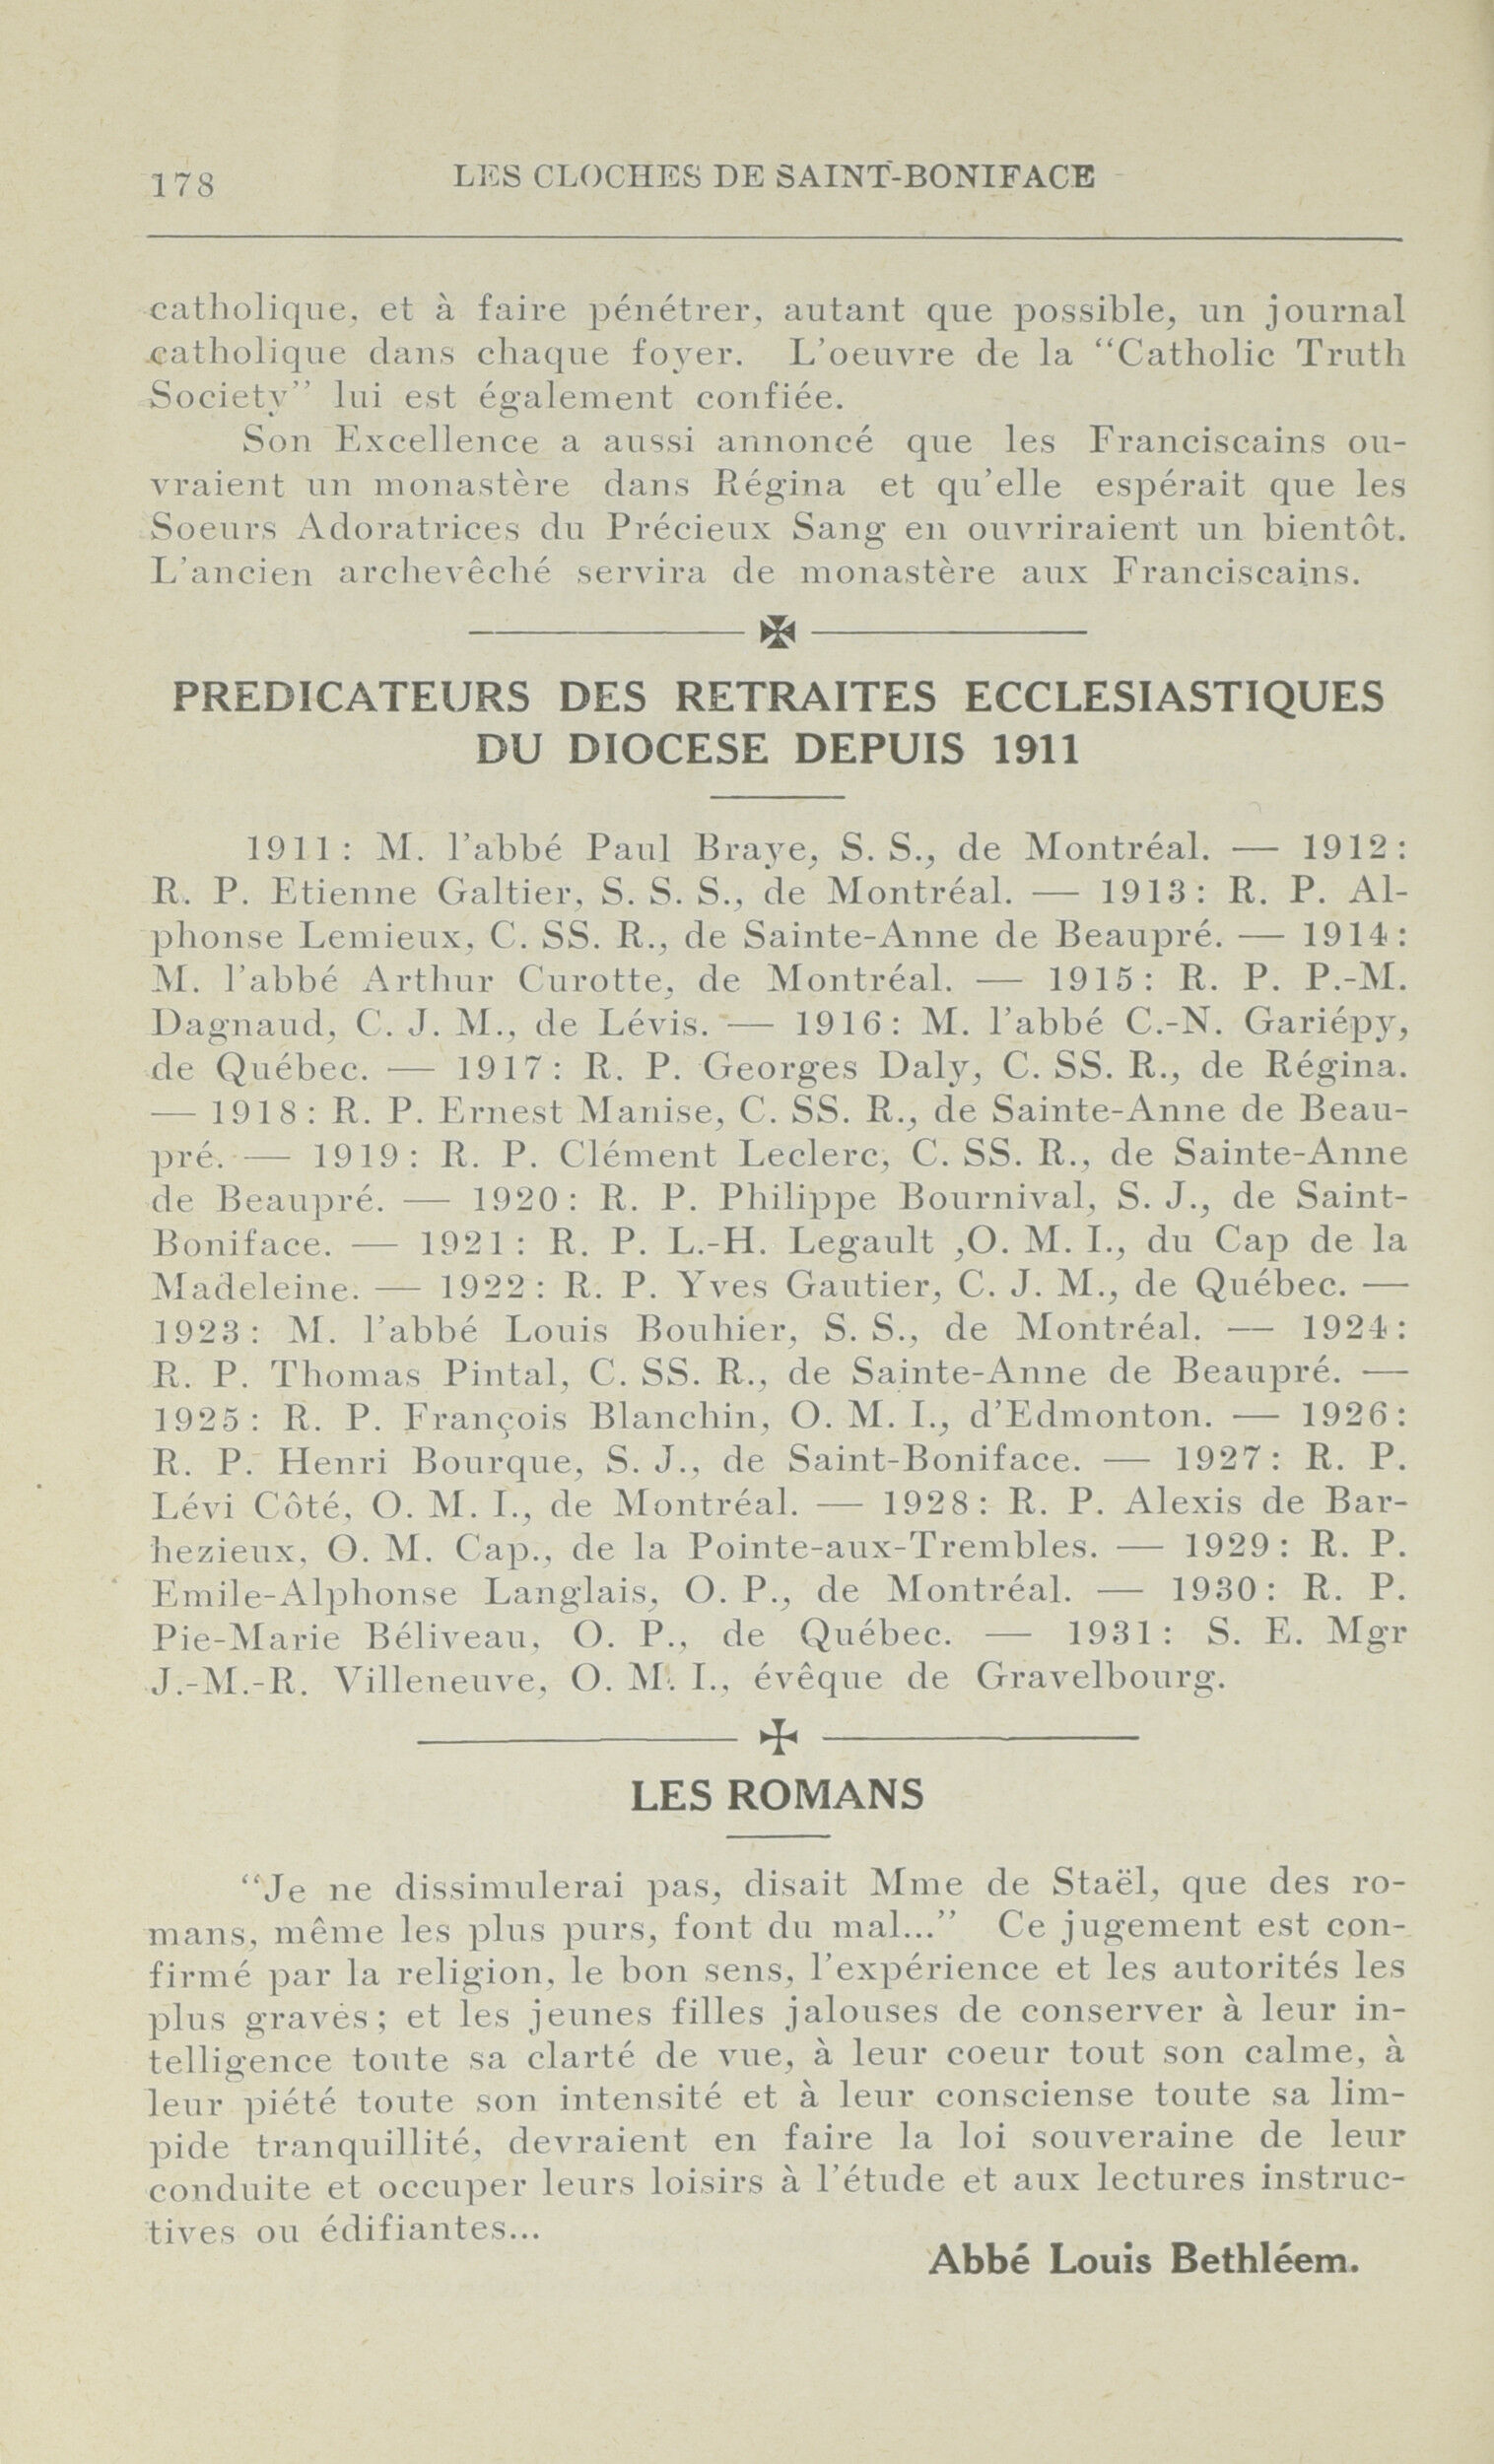 178
LES CLOCHES DE SAINT-BONIFACE
catholique, et à faire pénétrer, autant que possible, un journal
catholique dans chaque foyer. L'oeuvre de la “Catholic Truth
Society” lui est également confiée.
Son Excellence a aussi annoncé que les Franciscains ou-
vraient un monastère dans Régina et qu'elle espérait que les
Soeurs Adoratrices du Précieux Sang en ouvriraient un bientôt.
L'ancien archevêché servira de monastère aux Franciscains.
PREDICATEURS DES RETRAITES ECCLESIASTIQUES
DU DIOCESE DEPUIS 1911
1911: M. l'abbé Paul Braye, S. S., de Montréal. — 1912:
R. P. Etienne Galtier, S. S. S., de Montréal. — 1913: R. P. Al-
phonse Lemieux, C. SS. R., de Sainte-Anne de Beaupré. — 1914:
M. l'abbé Arthur Curotte, de Montréal. — 1915: R. P. P.-M.
Dagnaud, C. J. M., de Lévis. — 1916: M. l'abbé C.-N. Gariépy,
de Québec. — 1917: R. P. Georges Daly, C. SS. R., de Régina.
— 1918: R. P. Ernest Manise, C. SS. R., de Sainte-Anne de Beau-
pré. — 1919: R. P. Clément Leclerc, C. SS. R., de Sainte-Anne
de Beaupré. — 1920: R. P. Philippe Bournival, S. J., de Saint-
Boniface. — 1921: R. P. L.-H. Legault ,O. M. I., du Cap de la
Madeleine. — 1922: R. P. Yves Gautier, C. J. M., de Québec. —
1923: M. l'abbé Louis Bouhier, S. S., de Montréal. — 1924:
R. P. Thomas Pintal, C. SS. R., de Sainte-Anne de Beaupré. —
1925: R. P. François Blanchin, O. M. I., d'Edmonton. — 1926:
R. P. Henri Bourque, S. J., de Saint-Boniface. — 1927: R. P.
Lévi Côté, O. M. I., de Montréal. — 1928: R. P. Alexis de Bar-
hezieux, O. M. Cap., de la Pointe-aux-Trembles. — 1929: R. P.
Emile-Alphonse Langlais, O. P., de Montréal. — 1930: R. P.
Pie-Marie Béliveau, O. P., de Québec. — 1931: S. E. Mgr
J.-M.-R. Villeneuve, O. M. I., évêque de Gravelbourg.
LES ROMANS
“Je ne dissimulerai pas, disait Mme de Staël, que des ro-
mans, même les plus purs, font du mal...” Ce jugement est con-
firmé par la religion, le bon sens, l'expérience et les autorités les
plus graves; et les jeunes filles jalouses de conserver à leur in-
telligence toute sa clarté de vue, à leur coeur tout son calme, à
leur piété toute son intensité et à leur consciense toute sa lim-
pide tranquillité, devraient en faire la loi souveraine de leur
conduite et occuper leurs loisirs à l'étude et aux lectures instruc-
tives ou édifiantes...
Abbé Louis Bethléem.